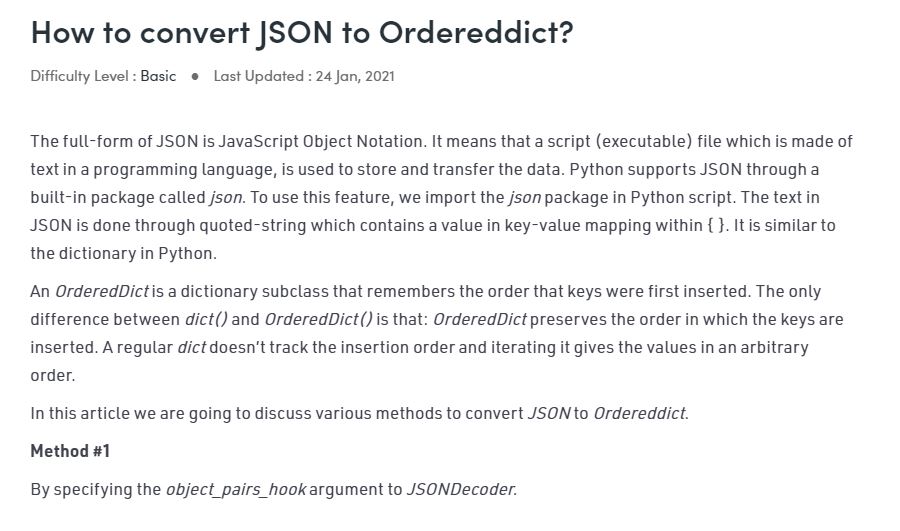 How to convert JSON to Ordereddict?
Difficulty Level : Basic ● Last Updated : 24 Jan, 2021
The full-form of JSON is JavaScript Object Notation. It means that a script (executable) file which is made of
text in a programming language, is used to store and transfer the data. Python supports JSON through a
built-in package called json. To use this feature, we import the json package in Python script. The text in
JSON is done through quoted-string which contains a value in key-value mapping within { }. It is similar to
the dictionary in Python.
An OrderedDict is a dictionary subclass that remembers the order that keys were first inserted. The only
difference between dict() and OrderedDict() is that: OrderedDict preserves the order in which the keys are
inserted. A regular dict doesn't track the insertion order and iterating it gives the values in an arbitrary
order.
In this article we are going to discuss various methods to convert JSON to Ordereddict.
Method #1
By specifying the object_pairs_hook argument to JSONDecoder.